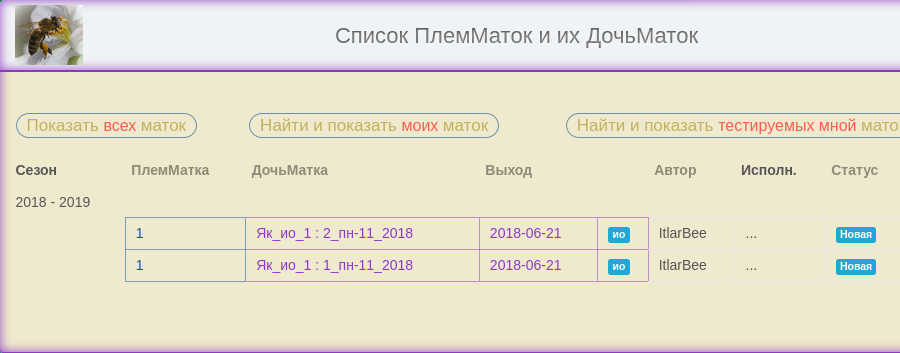 Список ПлемМаток и их ДочьМаток
Показать всех маток Найти и показать моих маток Найти и показать тестируемых мной мато
Сезон ПлемМатка ДочьМатка Выход Автор Исполн. Статус
2018 - 2019
1 Як_ио_1 : 2_пн-11_2018 2018-06-21 ио ItlarBee ... Новая
1 Як_ио_1 : 1_пн-11_2018 2018-06-21 ио ItlarBee ... Новая